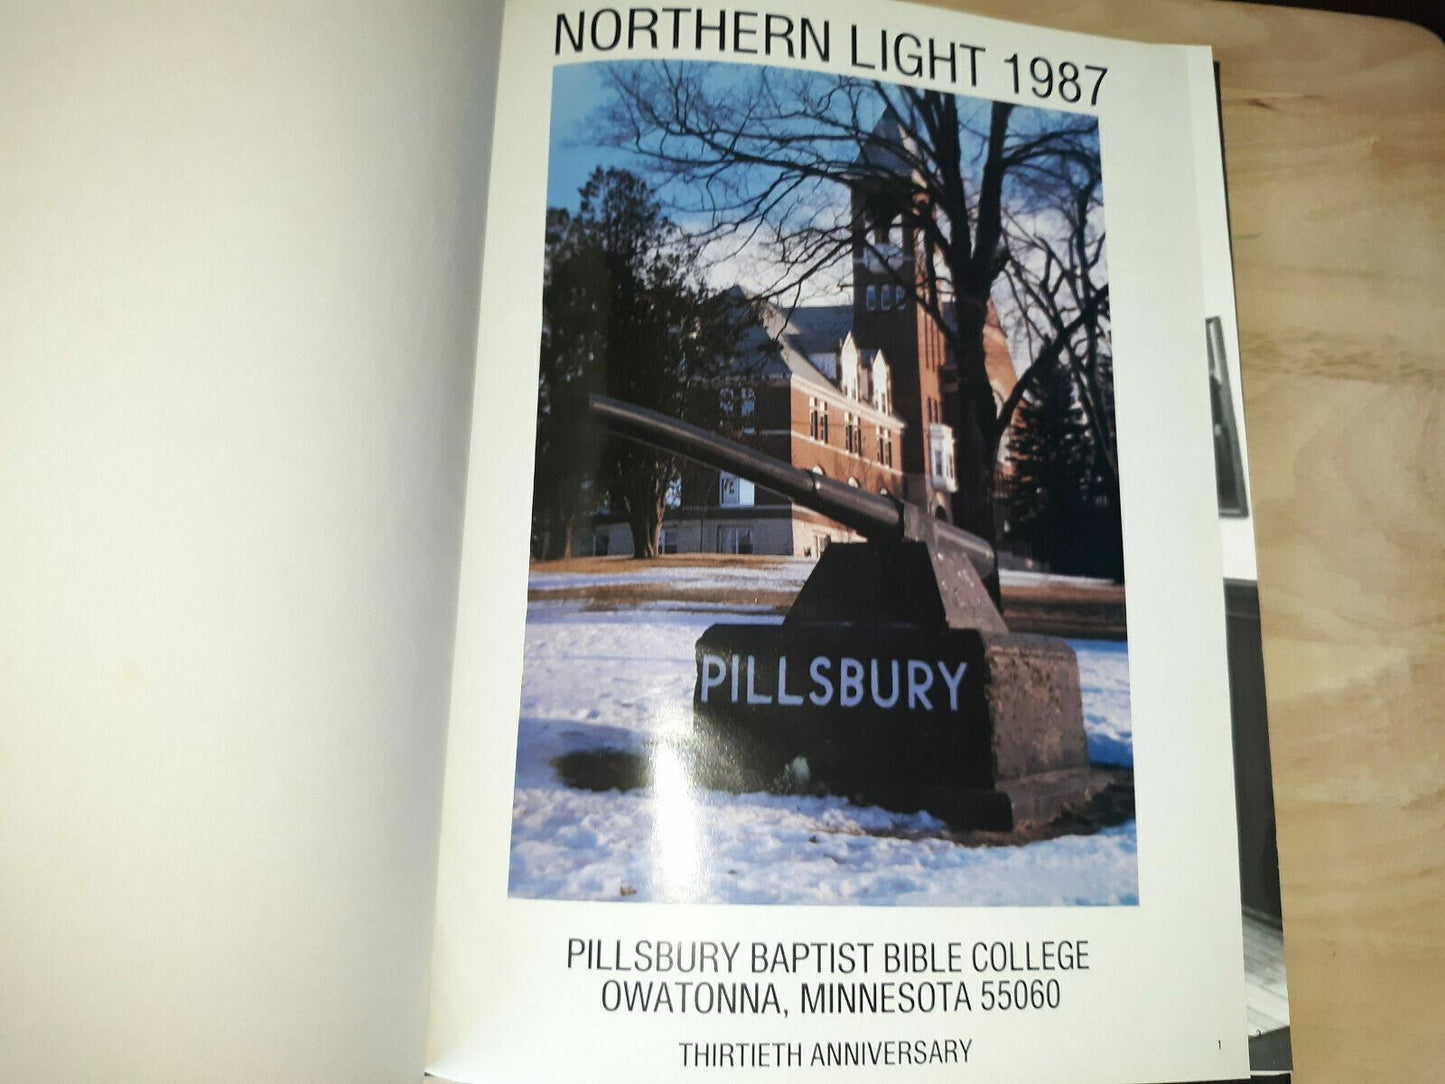 NORTHERN LIGHT 1987
PILLSBURY
PILLSBURY BAPTIST BIBLE COLLEGE
OWATONNA, MINNESOTA 55060
THIRTIETH ANNIVERSARY
1